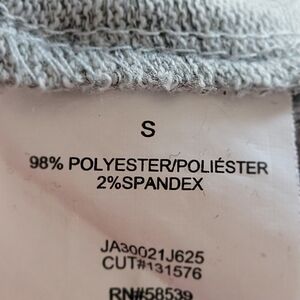 S
98% POLYESTER/POLIÉSTER
2%SPANDEX
JA30021J625
CUT#131576
RN#58539